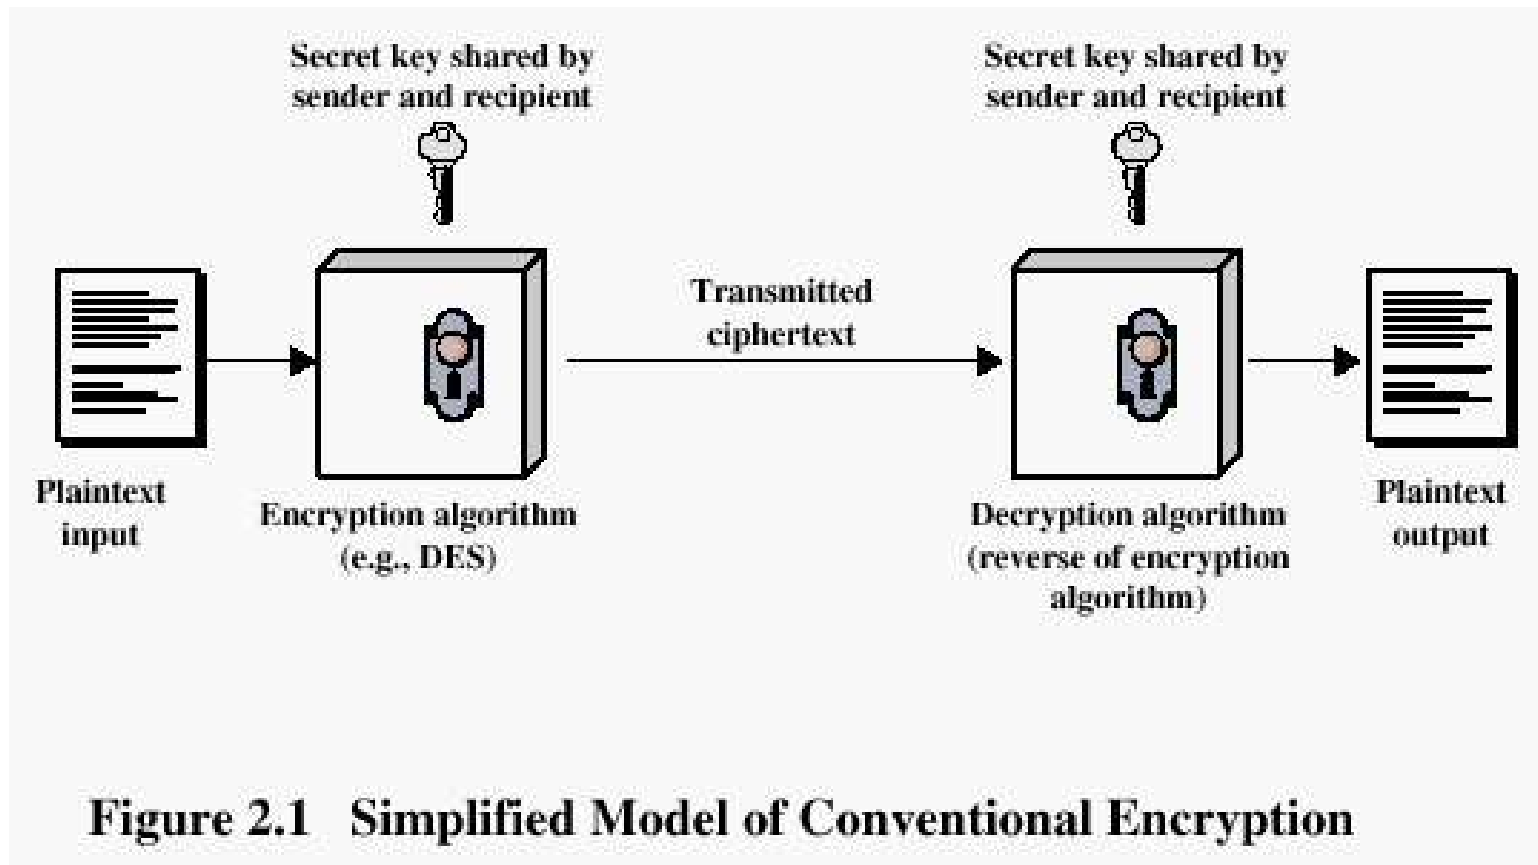 Secret key shared by
sender and recipient
Secret key shared by
sender and recipient
Transmitted
ciphertext
Plaintext
input
Encryption algorithm
(e.g., DES)
Decryption algorithm
(reverse of encryption
algorithm)
Plaintext
output
Figure 2.1 Simplified Model of Conventional Encryption